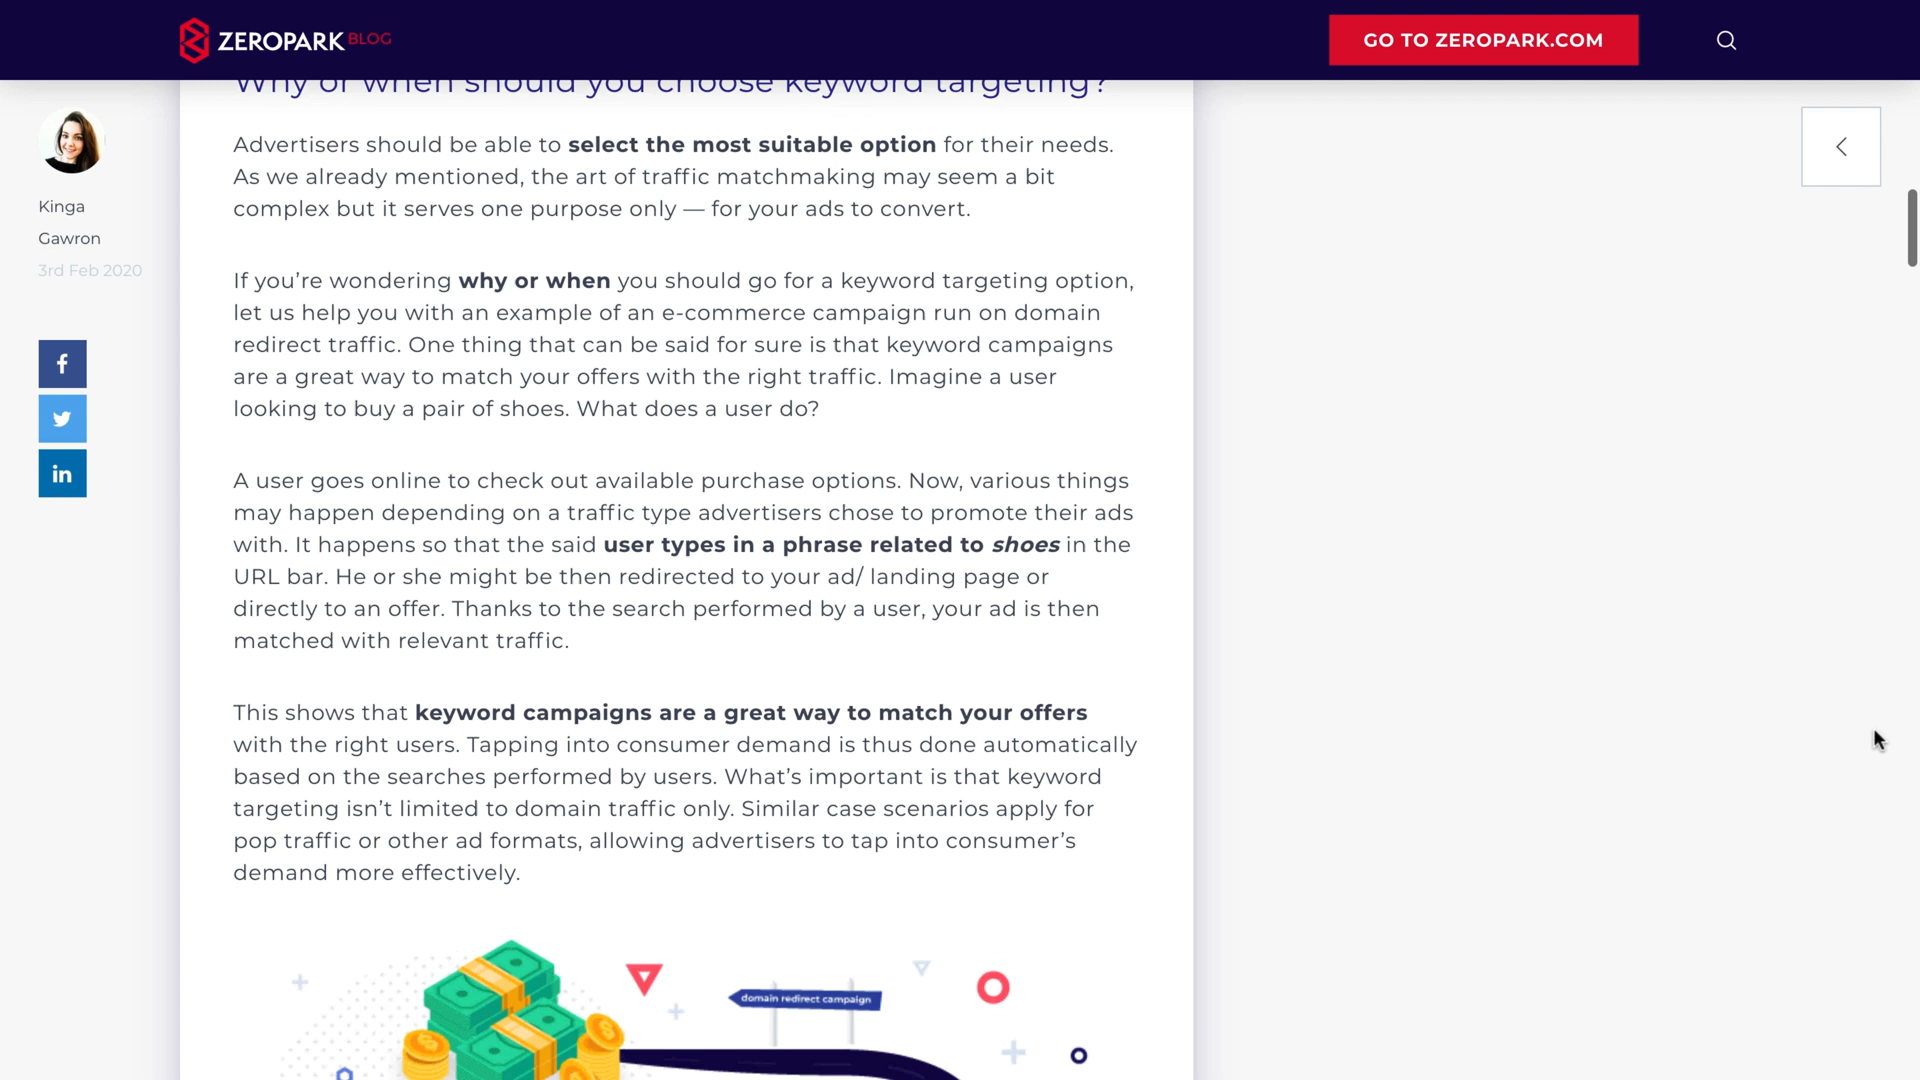 ZEROPARK BLOG
GO TO ZEROPARK.COM
Why or when should you choose keyword targeting?
Kinga
Gawron
3rd Feb 2020
Advertisers should be able to select the most suitable option for their needs.
As we already mentioned, the art of traffic matchmaking may seem a bit
complex but it serves one purpose only — for your ads to convert.
If you’re wondering why or when you should go for a keyword targeting option,
let us help you with an example of an e-commerce campaign run on domain
redirect traffic. One thing that can be said for sure is that keyword campaigns
are a great way to match your offers with the right traffic. Imagine a user
looking to buy a pair of shoes. What does a user do?
A user goes online to check out available purchase options. Now, various things
may happen depending on a traffic type advertisers chose to promote their ads
with. It happens so that the said user types in a phrase related to shoes in the
URL bar. He or she might be then redirected to your ad/ landing page or
directly to an offer. Thanks to the search performed by a user, your ad is then
matched with relevant traffic.
This shows that keyword campaigns are a great way to match your offers
with the right users. Tapping into consumer demand is thus done automatically
based on the searches performed by users. What’s important is that keyword
targeting isn’t limited to domain traffic only. Similar case scenarios apply for
pop traffic or other ad formats, allowing advertisers to tap into consumer’s
demand more effectively.
domain redirect campaign